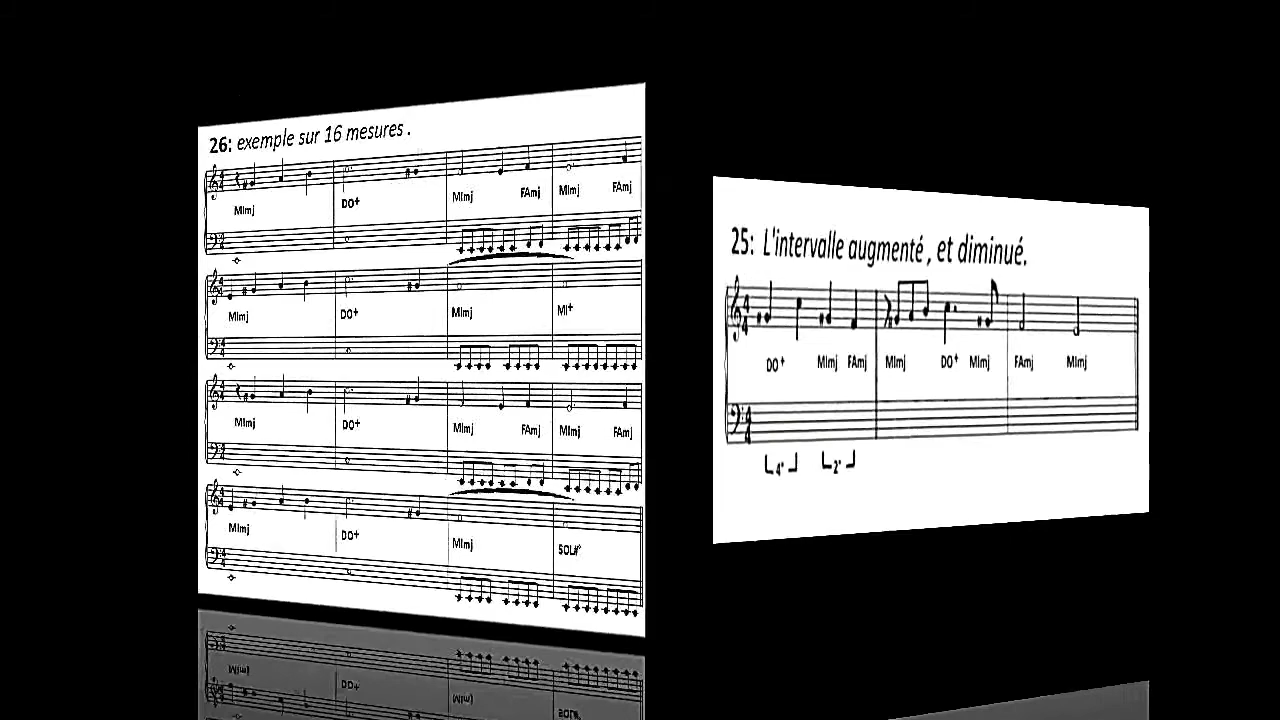 26: exemple sur 16 mesures .
MImj DO+ MImj FAmj MImj FAmj
MImj DO+ MImj MI+
MImj DO+ MImj FAmj MImj FAmj
MImj DO+ MImj SOL#°
25: L'intervalle augmenté , et diminué.
DO+ MImj FAmj MImj DO+ MImj FAmj MImj
4+ 2+